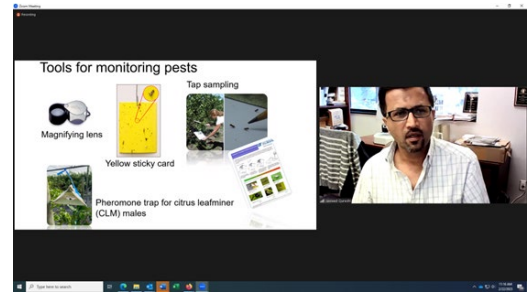 Zoom Meeting
Recording
Tools for monitoring pests
Tap sampling
Magnifying lens
Yellow sticky card
Pheromone trap for citrus leafminer
(CLM) males
Type here to search